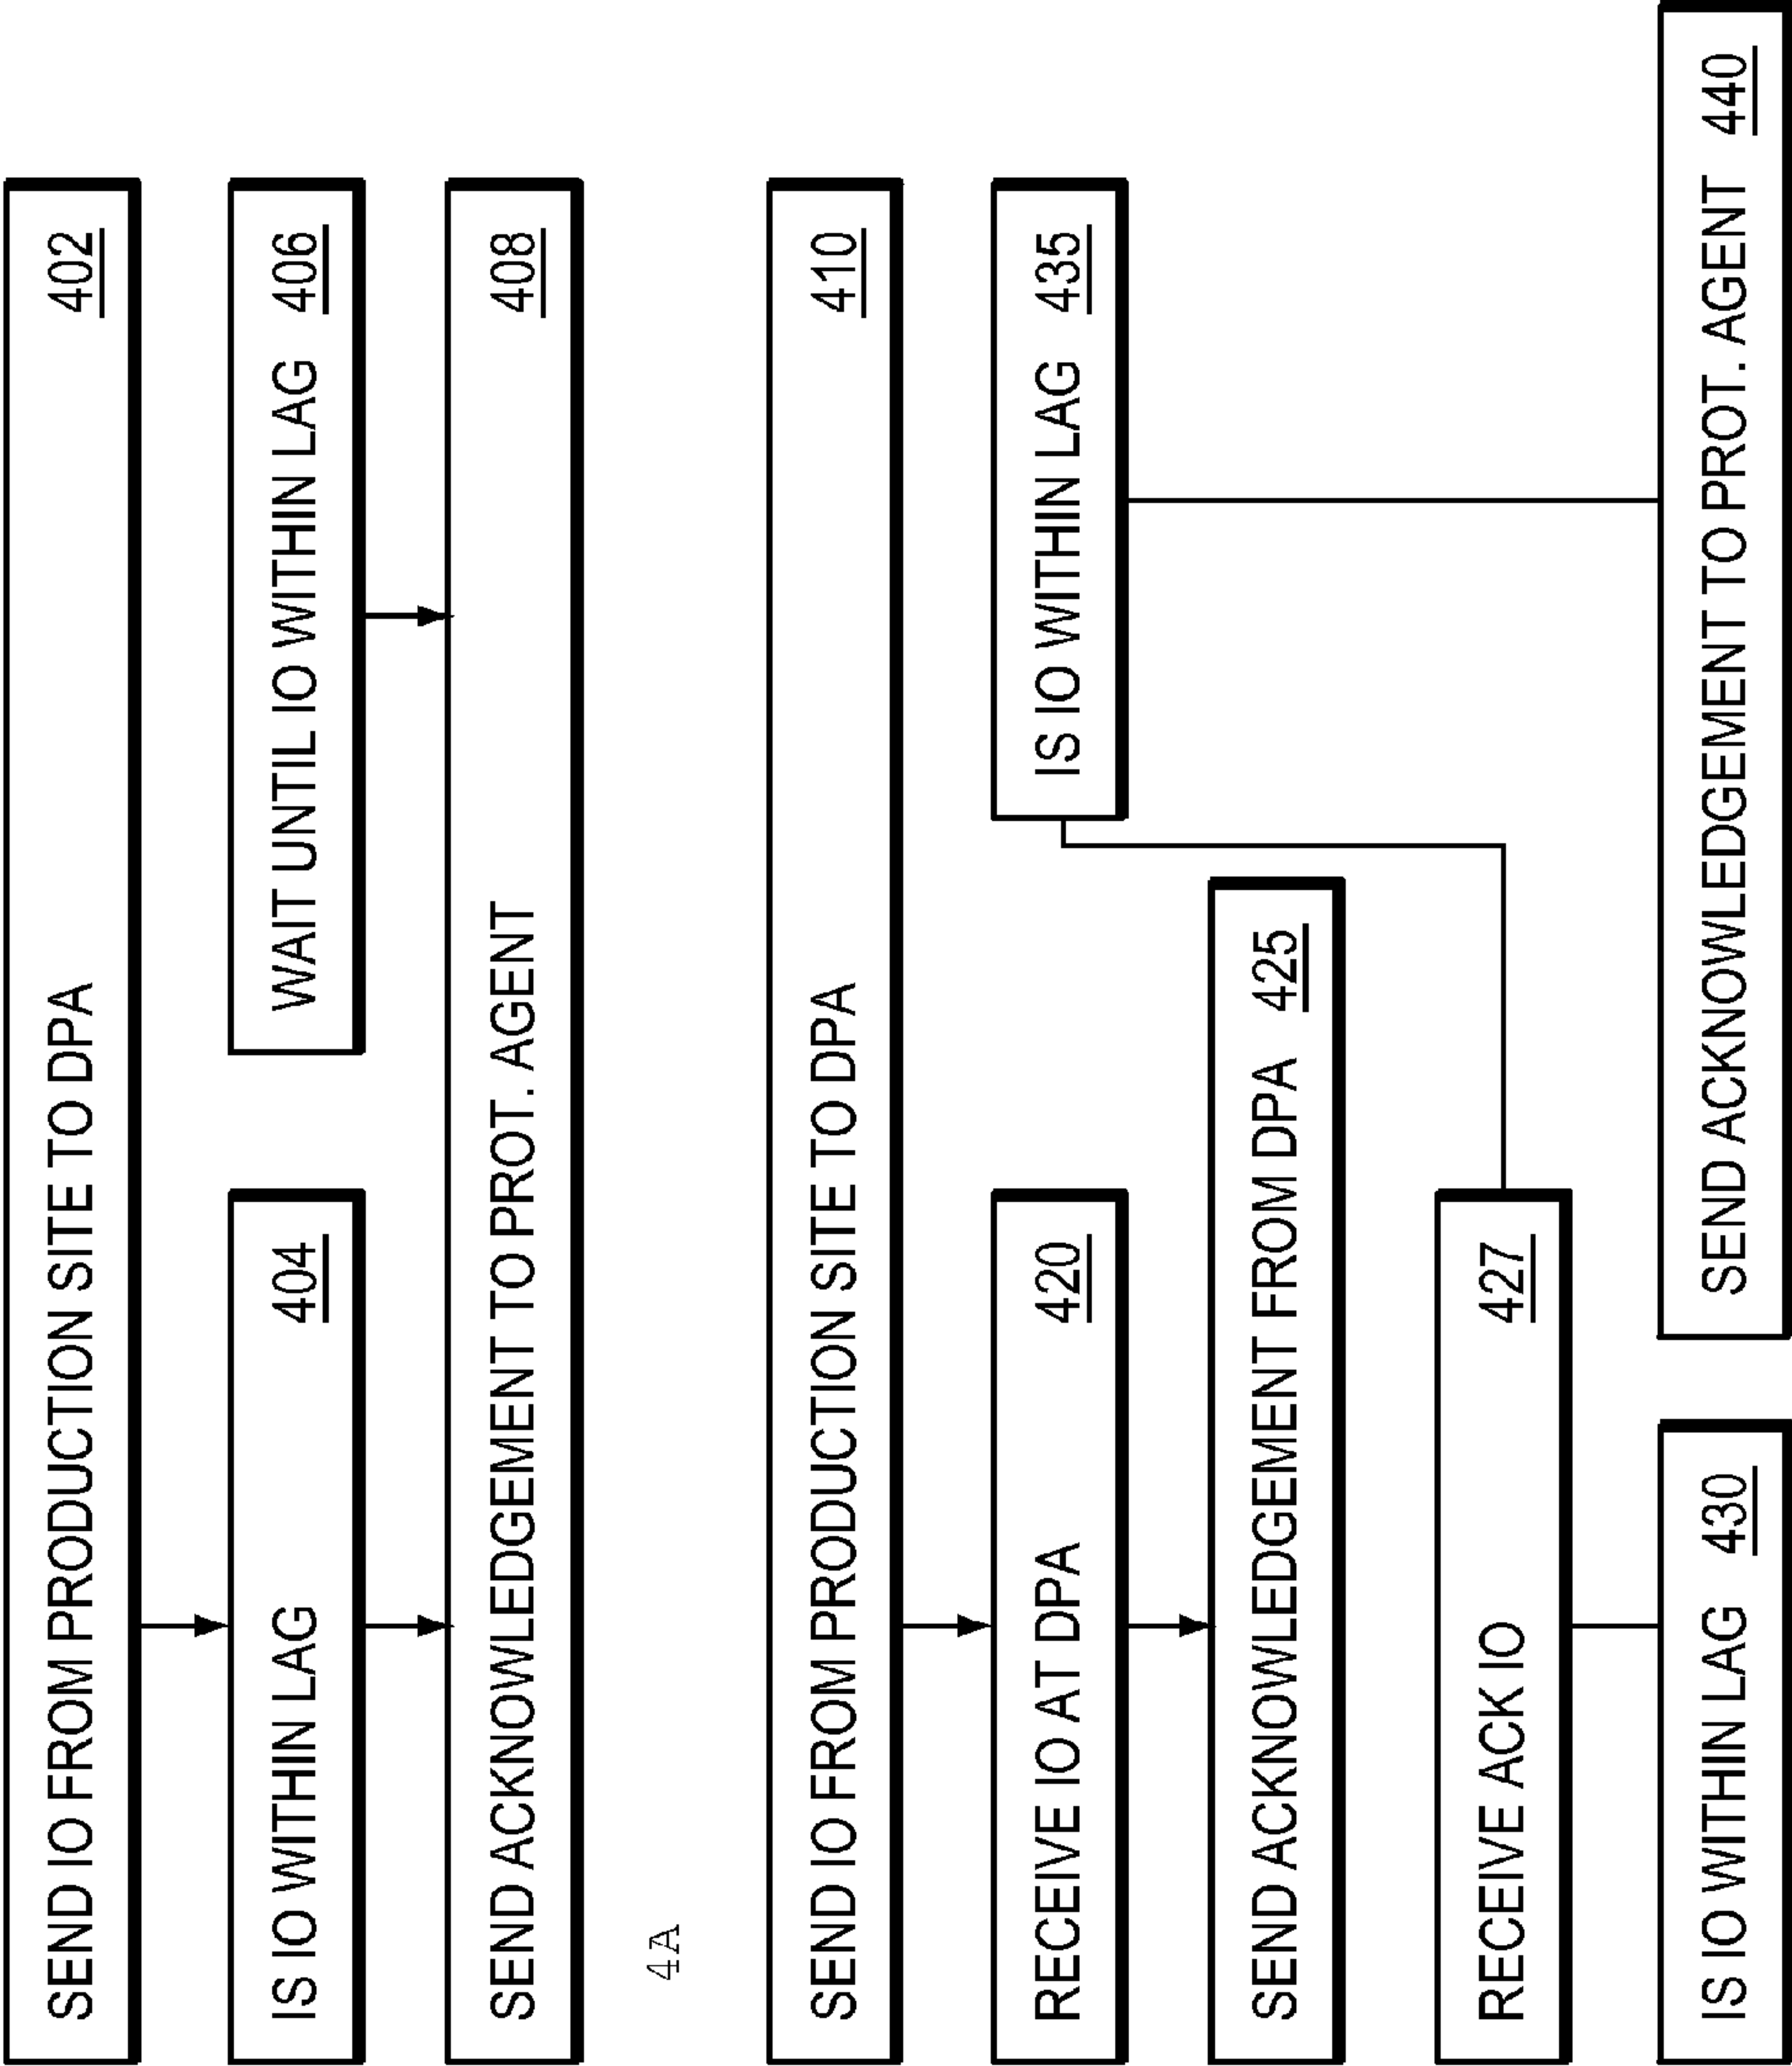 SEND IO FROM PRODUCTION SITE TO DPA 402
IS IO WITHIN LAG 404
WAIT UNTIL IO WITHIN LAG 406
SEND ACKNOWLEDGEMENT TO PROT. AGENT 408
4A
SEND IO FROM PRODUCTION SITE TO DPA 410
RECEIVE IO AT DPA 420
IS IO WITHIN LAG 435
SEND ACKNOWLEDGEMENT FROM DPA 425
RECEIVE ACK IO 427
IS IO WITHIN LAG 430
SEND ACKNOWLEDGEMENT TO PROT. AGENT 440